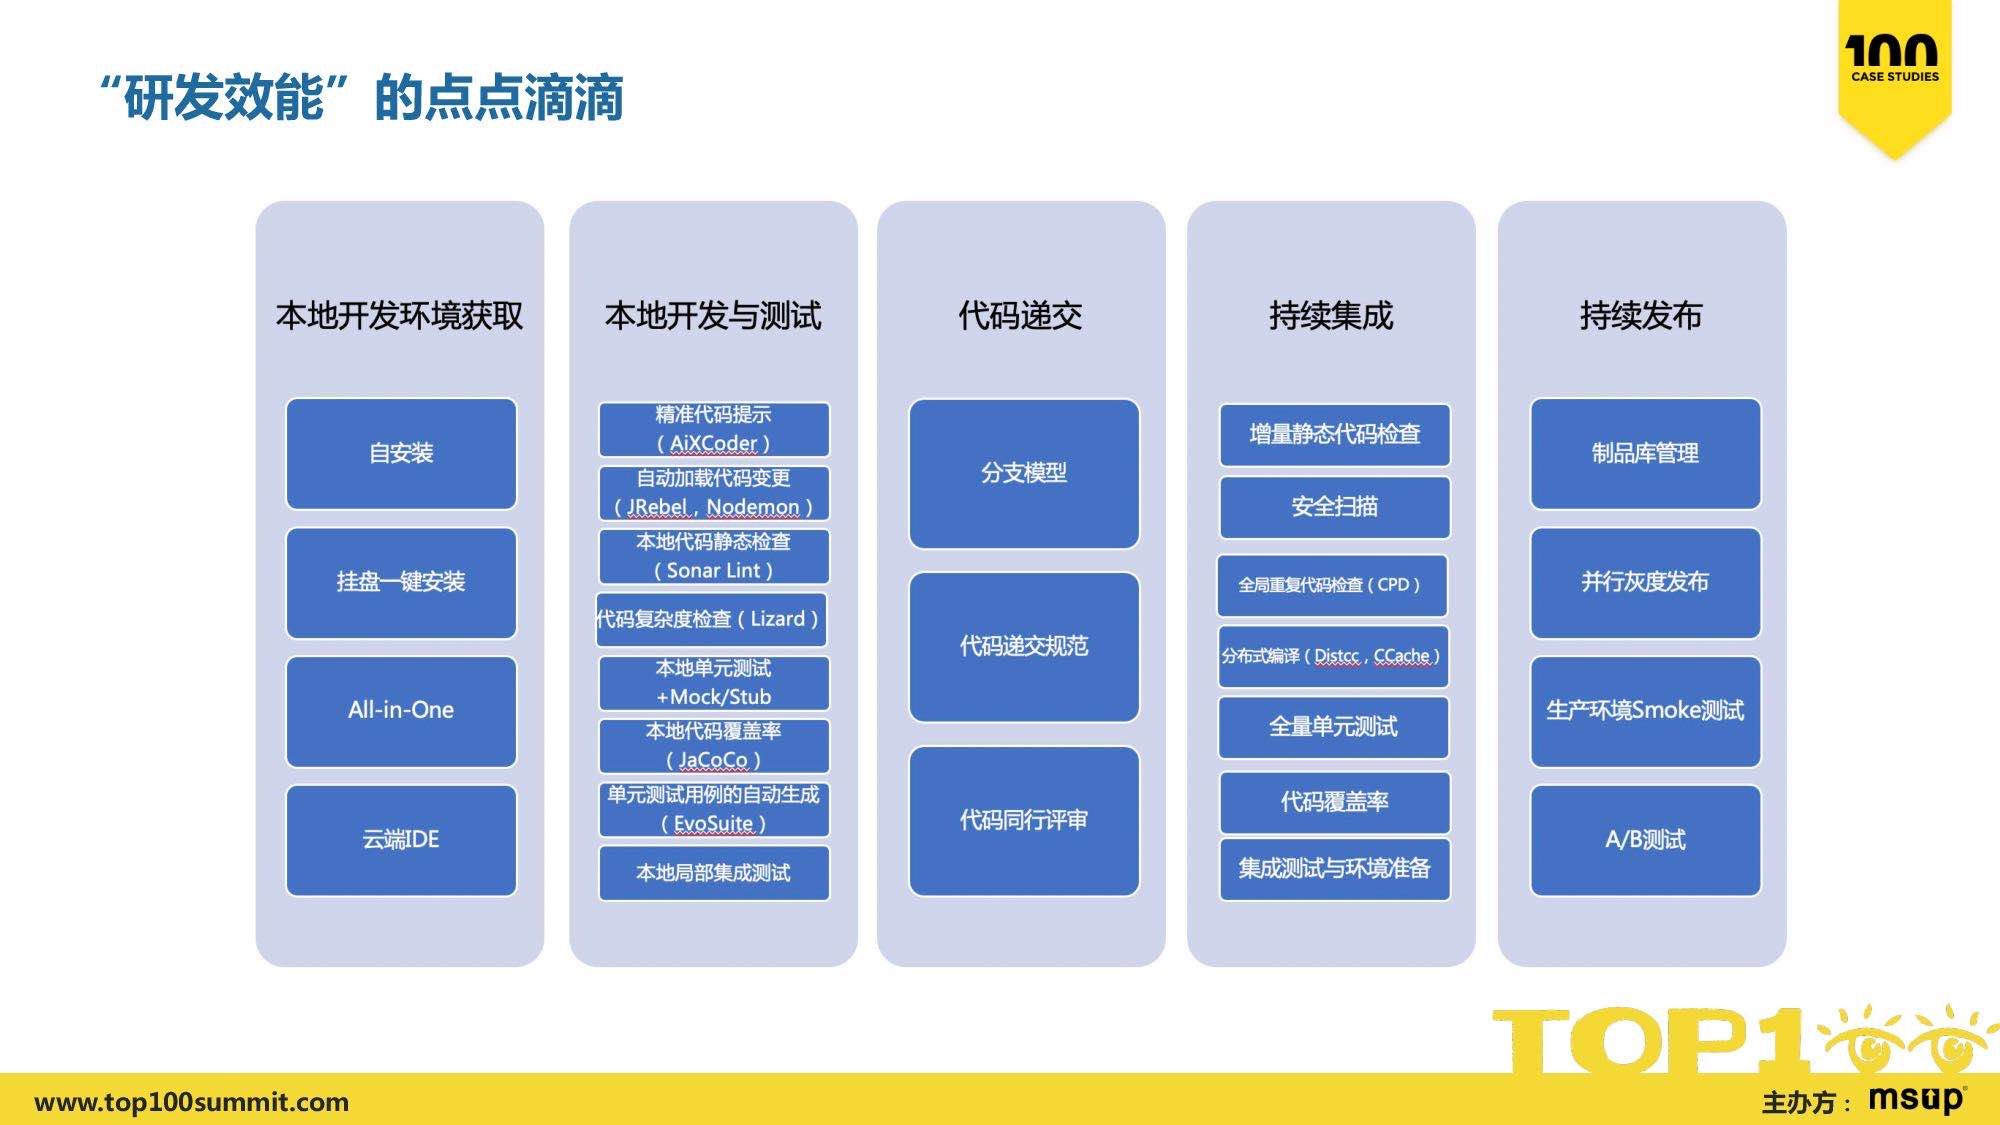 “研发效能”的点点滴滴
100
CASE STUDIES
本地开发环境获取
自安装
挂盘一键安装
All-in-One
云端IDE
本地开发与测试
精准代码提示
（AiXCoder）
自动加载代码变更
（JRebel，Nodemon）
本地代码静态检查
（Sonar Lint）
代码复杂度检查（Lizard）
本地单元测试
+Mock/Stub
本地代码覆盖率
（JaCoCo）
单元测试用例的自动生成
（EvoSuite）
本地局部集成测试
代码递交
分支模型
代码递交规范
代码同行评审
持续集成
增量静态代码检查
安全扫描
全局重复代码检查（CPD）
分布式编译（Distcc，CCache）
全量单元测试
代码覆盖率
集成测试与环境准备
持续发布
制品库管理
并行灰度发布
生产环境Smoke测试
A/B测试
TOP100
www.top100summit.com
主办方：msup